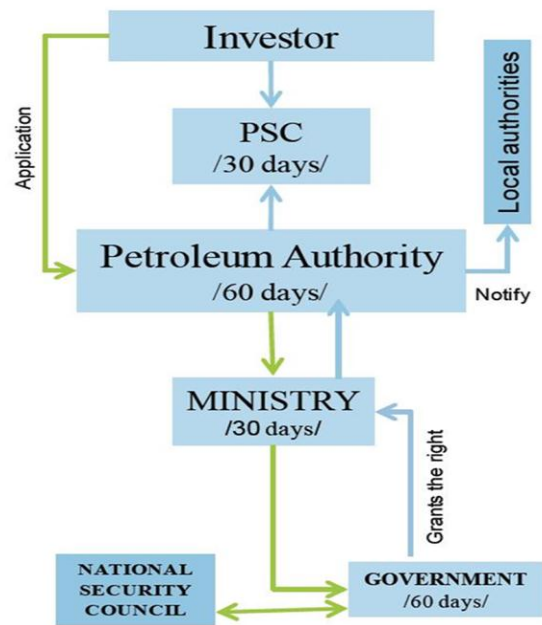 Investor
Application
PSC
/30 days/
Local authorities
Petroleum Authority
/60 days/
Notify
MINISTRY
/30 days/
Grants the right
NATIONAL
SECURITY
COUNCIL
GOVERNMENT
/60 days/